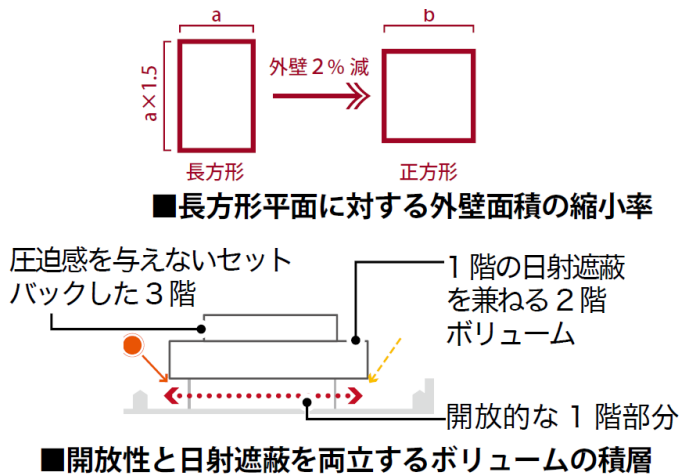 a
b
a×1.5
外壁2%減
長方形
正方形
■長方形平面に対する外壁面積の縮小率
圧迫感を与えないセット
バックした3階
1階の日射遮蔽
を兼ねる2階
ボリューム
開放的な1階部分
■開放性と日射遮蔽を両立するボリュームの積層